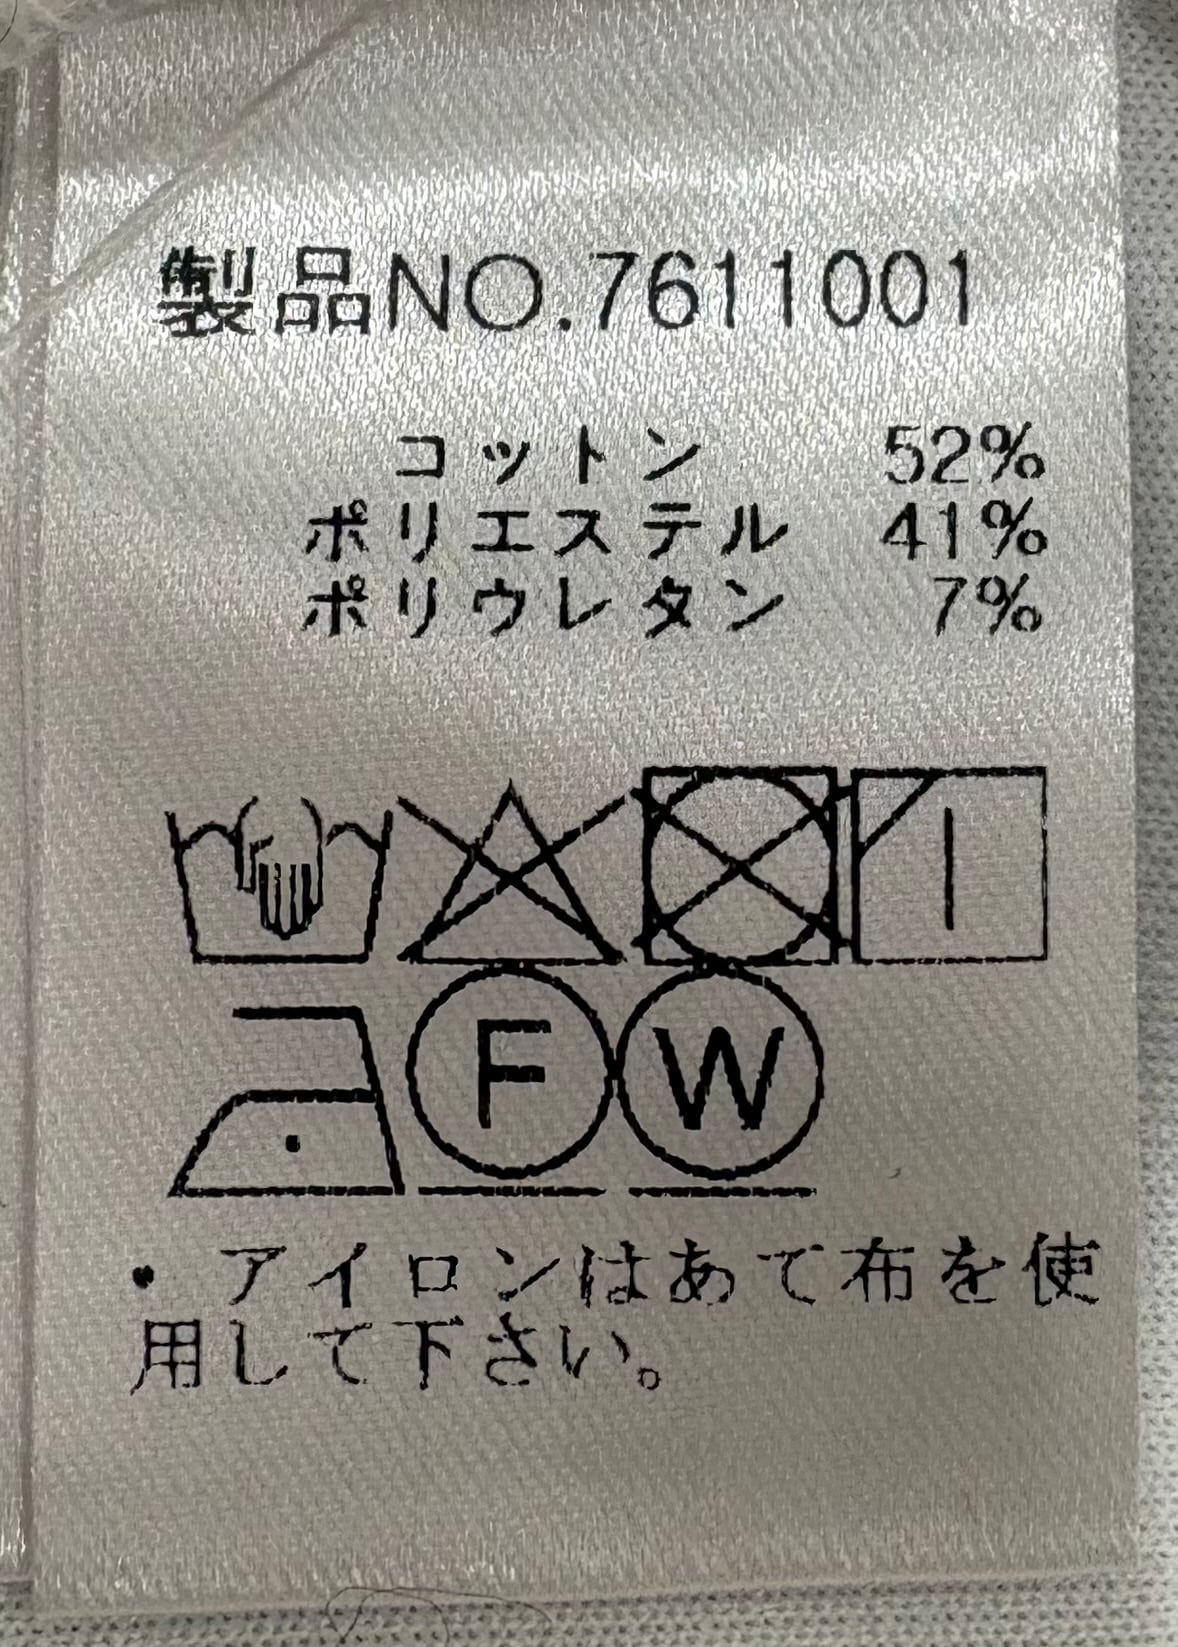 製品NO.7611001
コットン 52%
ポリエステル 41%
ポリウレタン 7%
F W
・アイロンはあて布を使
用して下さい。